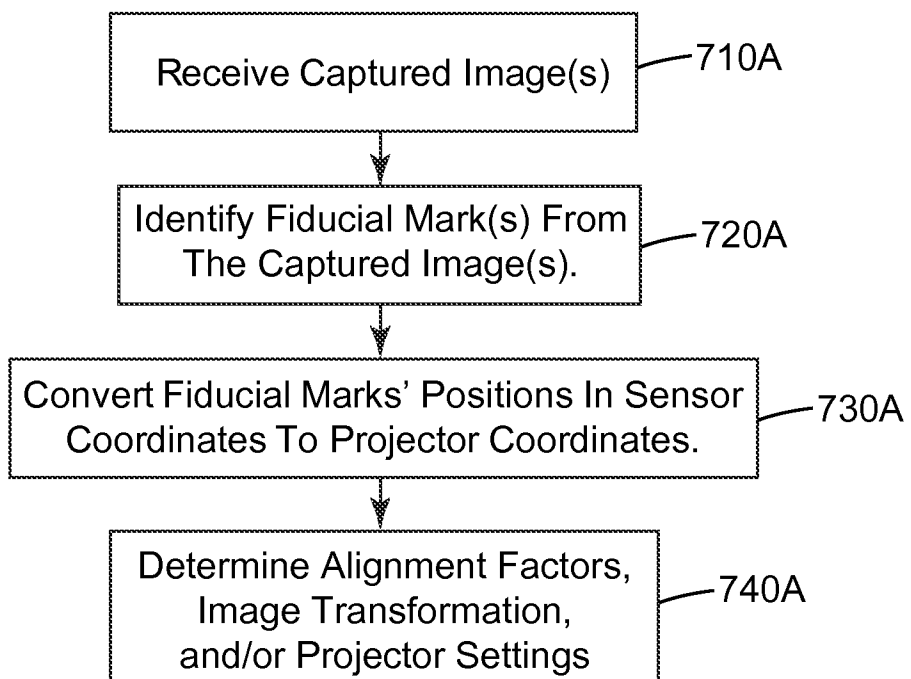 Receive Captured Image(s)
710A
Identify Fiducial Mark(s) From
The Captured Image(s).
720A
Convert Fiducial Marks’ Positions In Sensor
Coordinates To Projector Coordinates.
730A
Determine Alignment Factors,
Image Transformation,
and/or Projector Settings
740A